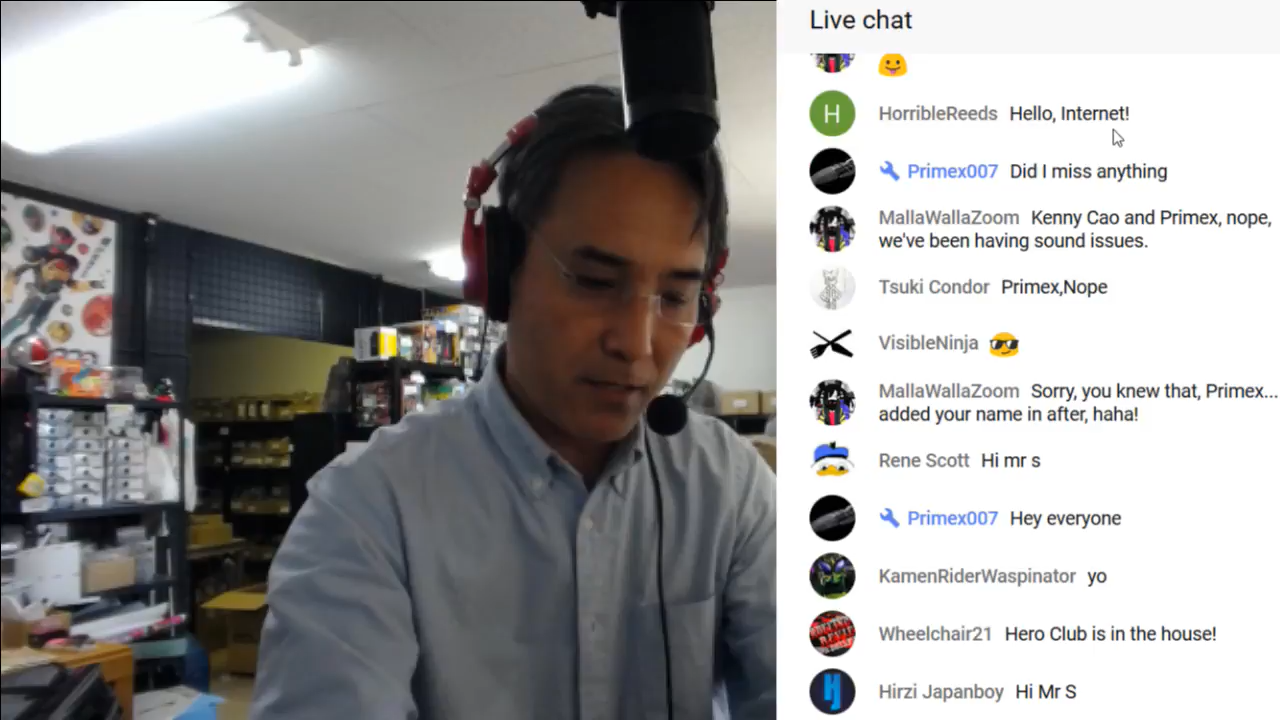 Live chat
H HorribleReeds Hello, Internet!
Primex007 Did I miss anything
MallaWallaZoom Kenny Cao and Primex, nope,
we've been having sound issues.
Tsuki Condor Primex,Nope
VisibleNinja
MallaWallaZoom Sorry, you knew that, Primex...
added your name in after, haha!
Rene Scott Hi mr s
Primex007 Hey everyone
KamenRiderWaspinator yo
Wheelchair21 Hero Club is in the house!
HJ Hirzi Japanboy Hi Mr S